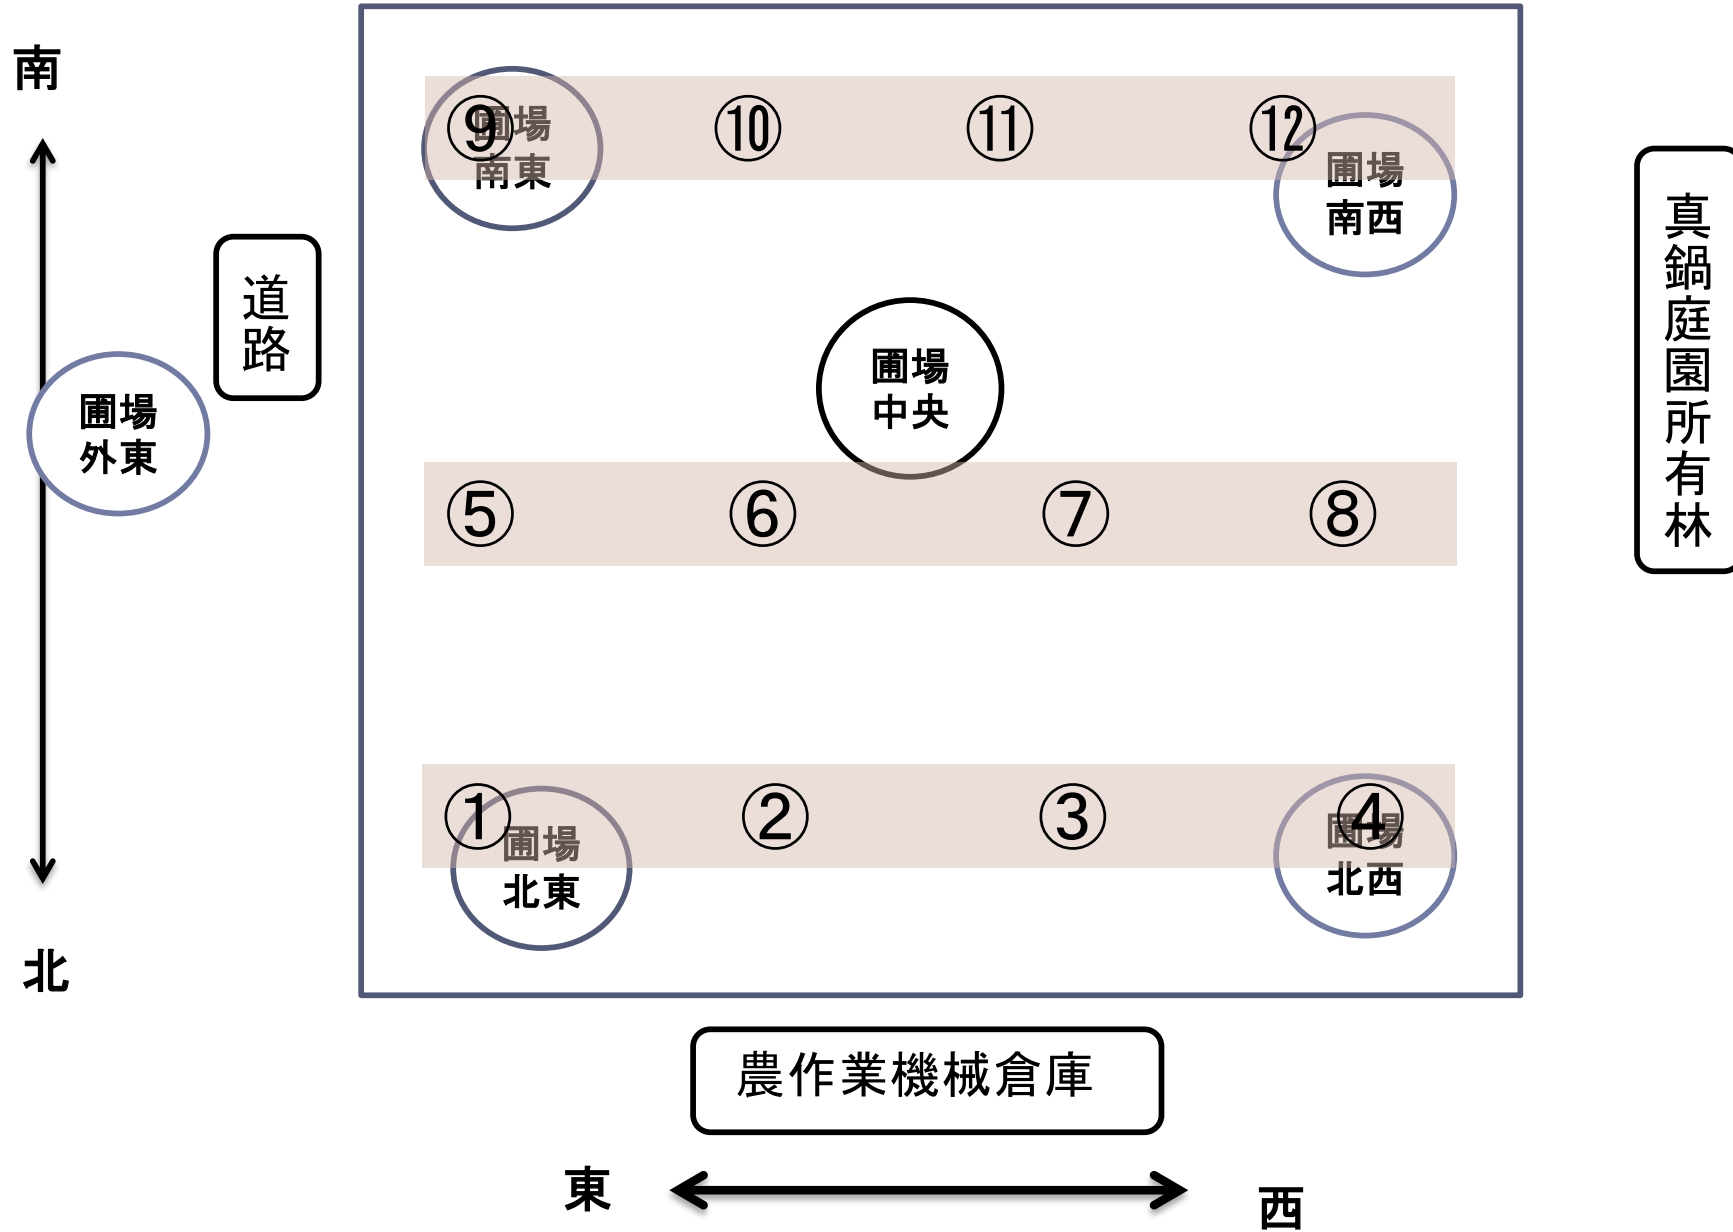 南
⑨
圃場
南東
⑩
⑪
⑫
圃場
南西
道
路
真鍋庭園所有林
圃場
中央
圃場
外東
⑤
⑥
⑦
⑧
①
圃場
北東
②
③
④
圃場
北西
北
農作業機械倉庫
東
西